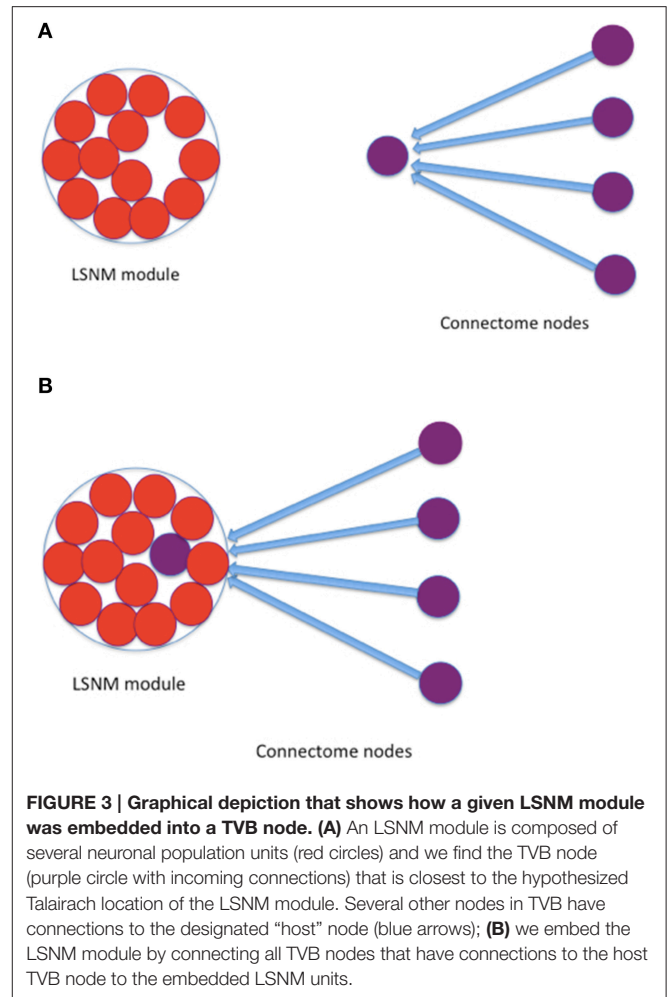 A
LSNM module
Connectome nodes
B
LSNM module
Connectome nodes
FIGURE 3 | Graphical depiction that shows how a given LSNM module
was embedded into a TVB node. (A) An LSNM module is composed of
several neuronal population units (red circles) and we find the TVB node
(purple circle with incoming connections) that is closest to the hypothesized
Talairach location of the LSNM module. Several other nodes in TVB have
connections to the designated “host” node (blue arrows); (B) we embed the
LSNM module by connecting all TVB nodes that have connections to the host
TVB node to the embedded LSNM units.